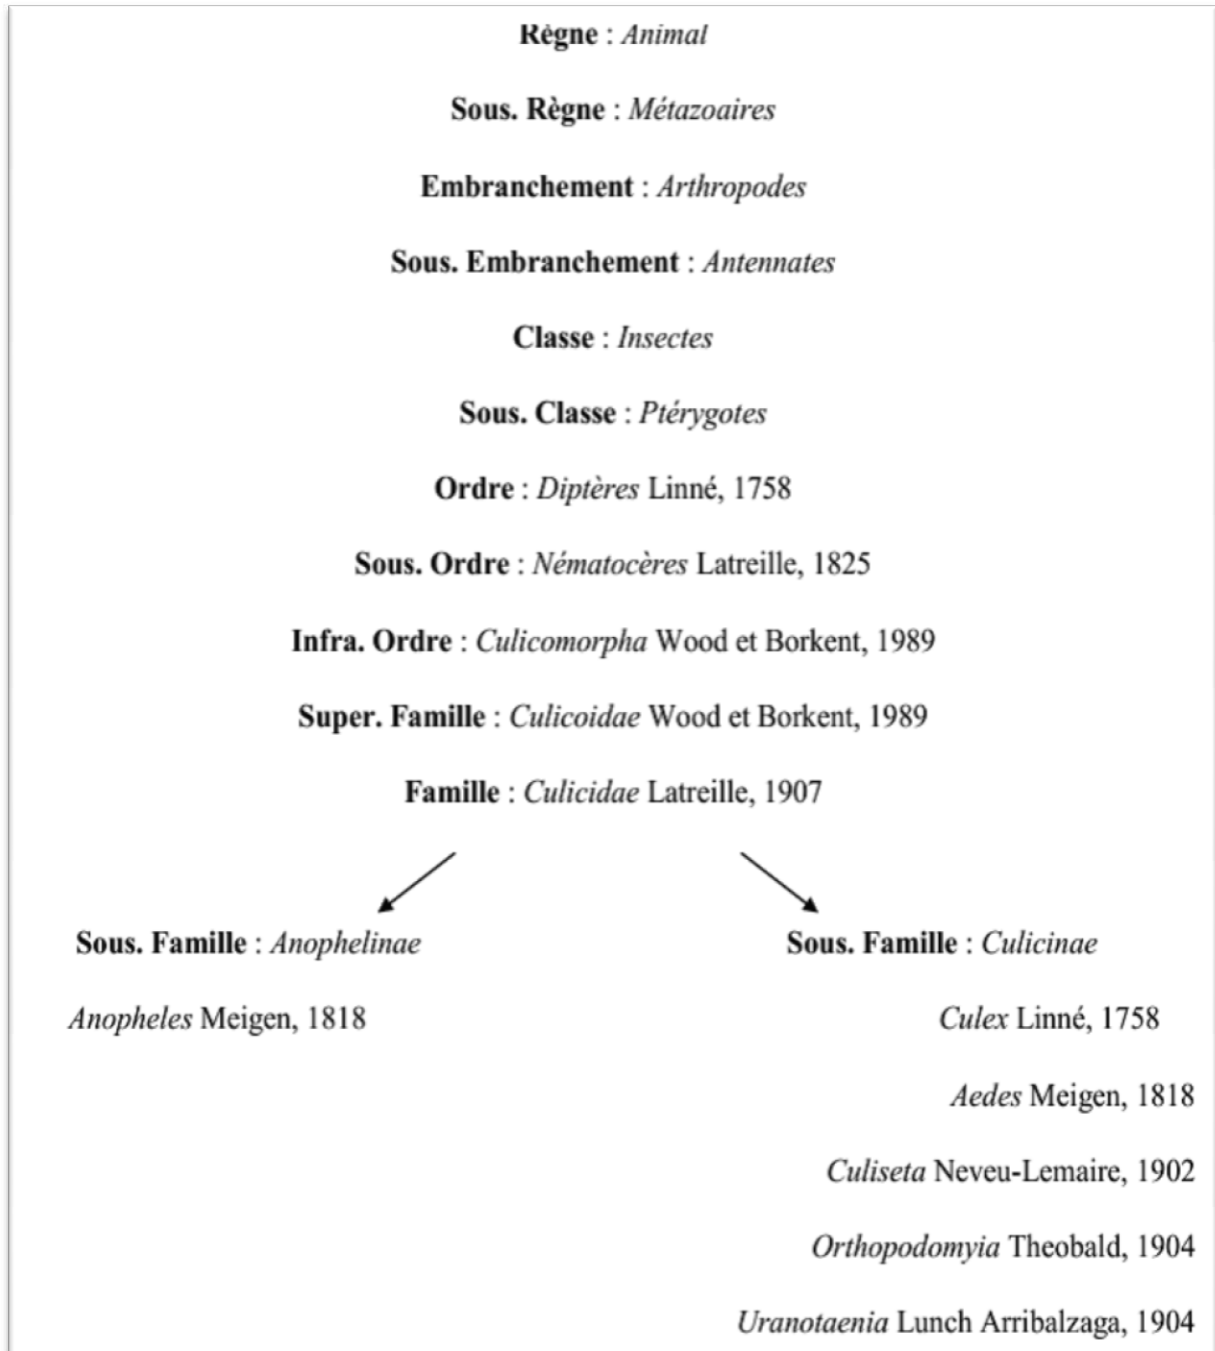 Règne : Animal
Sous. Règne : Métazoaires
Embranchement : Arthropodes
Sous. Embranchement : Antennates
Classe : Insectes
Sous. Classe : Ptérygotes
Ordre : Diptères Linné, 1758
Sous. Ordre : Nématocères Latreille, 1825
Infra. Ordre : Culicomorpha Wood et Borkent, 1989
Super. Famille : Culicoidae Wood et Borkent, 1989
Famille : Culicidae Latreille, 1907
Sous. Famille : Anophelinae
Anopheles Meigen, 1818
Sous. Famille : Culicinae
Culex Linné, 1758
Aedes Meigen, 1818
Culiseta Neveu-Lemaire, 1902
Orthopodomyia Theobald, 1904
Uranotaenia Lunch Arribalzaga, 1904